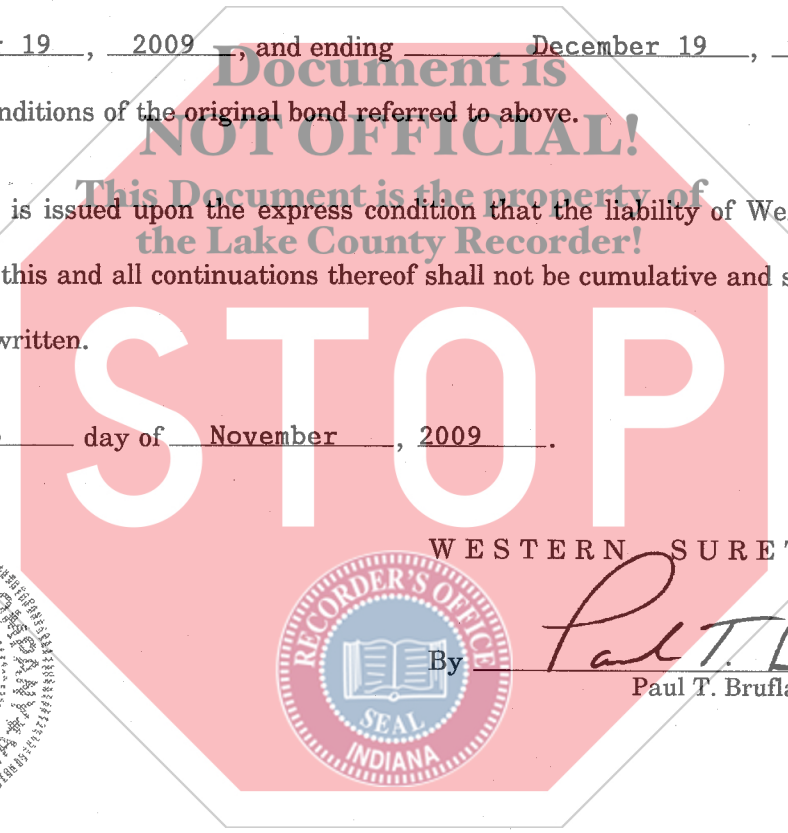 19, 2009, and ending December 19,
Document is
nditions of the original bond referred to above.
NOT OFFICIAL!
This Document is the property of
is issued upon the express condition that the liability of We
the Lake County Recorder!
this and all continuations thereof shall not be cumulative and s
written.
STOP
day of November, 2009.
WESTERN SURET
RECORDER'S OFFICE
SEAL
INDIANA
By Paul T.
Paul T. Brufla